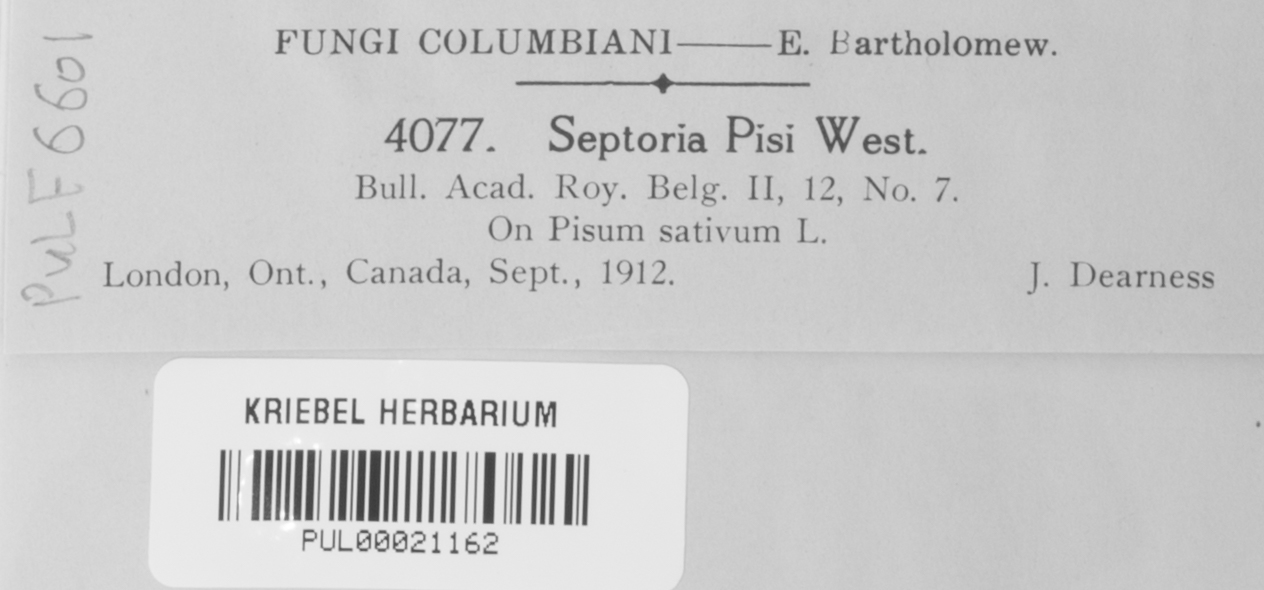 FUNGI COLUMBIANI——E. Bartholomew.
4077. Septoria Pisi West.
Bull. Acad. Roy. Belg. II, 12, No. 7.
On Pisum sativum L.
London, Ont., Canada, Sept., 1912. J. Dearness
PuLF6601
KRIEBEL HERBARIUM
PUL00021162